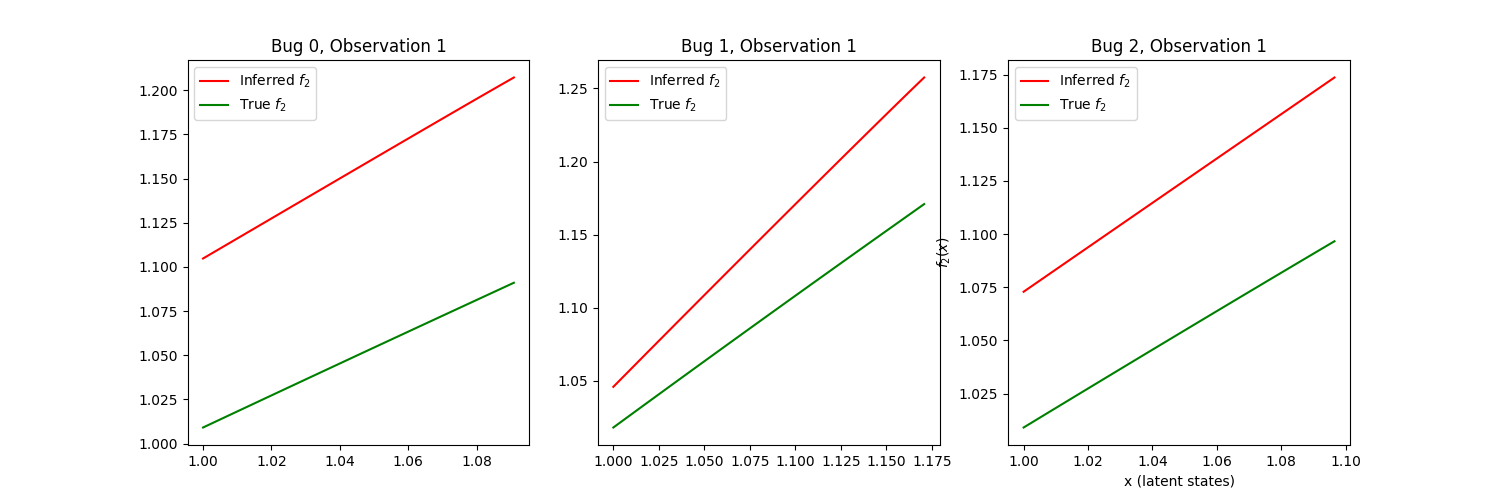 Bug 0, Observation 1
Inferred f₂
True f₂
1.200
1.175
1.150
1.125
1.100
1.075
1.050
1.025
1.000
1.00 1.02 1.04 1.06 1.08
Bug 1, Observation 1
Inferred f₂
True f₂
1.25
1.20
1.15
1.10
1.05
1.000 1.025 1.050 1.075 1.100 1.125 1.150 1.175
Bug 2, Observation 1
Inferred f₂
True f₂
f₂(x)
1.175
1.150
1.125
1.100
1.075
1.050
1.025
1.00 1.02 1.04 1.06 1.08 1.10
x (latent states)